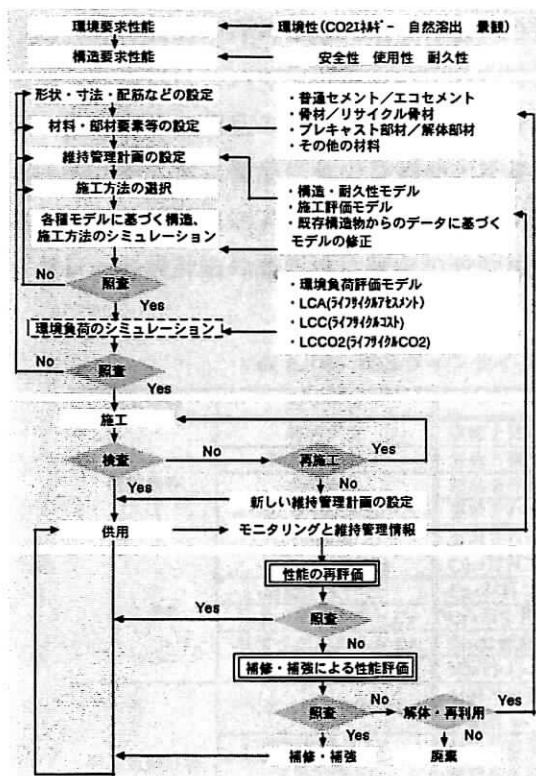 環境要求性能
環境性(CO2ｴﾈﾙｷﾞｰ 自然溶出 景観)
構造要求性能
安全性 使用性 耐久性
形状・寸法・配筋などの設定
材料・部材要素等の設定
維持管理計画の設定
施工方法の選択
各種モデルに基づく構造、
施工方法のシミュレーション
・普通セメント／エコセメント
・骨材／リサイクル骨材
・プレキャスト部材／解体部材
・その他の材料
・構造・耐久性モデル
・施工評価モデル
・既存構造物からのデータに基づく
モデルの修正
No
照査
Yes
環境負荷のシミュレーション
・環境負荷評価モデル
・LCA(ﾗｲﾌｻｲｸﾙｱｾｽﾒﾝﾄ)
・LCC(ﾗｲﾌｻｲｸﾙｺｽﾄ)
・LCCO2(ﾗｲﾌｻｲｸﾙCO2)
No
照査
Yes
施工
検査
No
再施工
Yes
Yes
No
新しい維持管理計画の設定
供用
モニタリングと維持管理情報
性能の再評価
Yes
照査
No
補修・補強による性能評価
照査
No
解体・再利用
Yes
Yes
No
補修・補強
廃棄